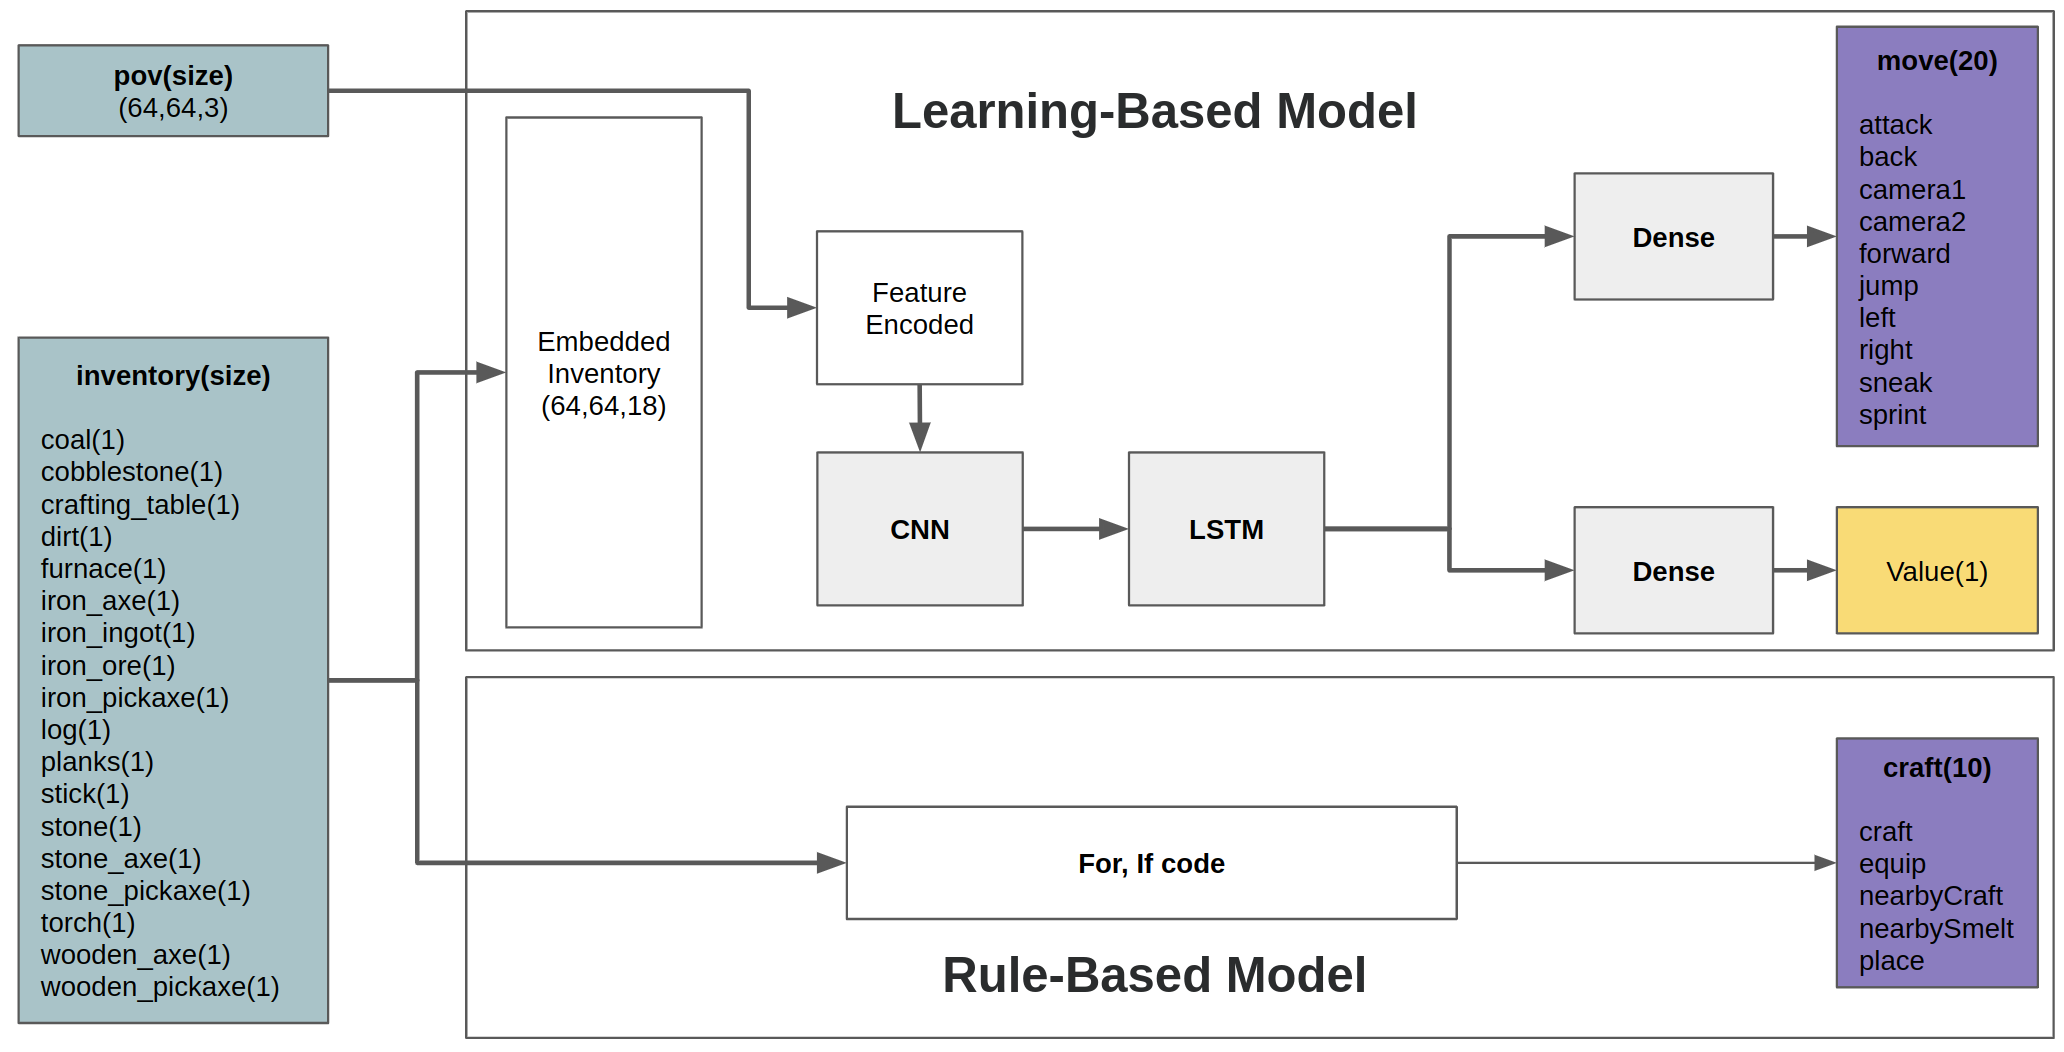 pov(size)
(64,64,3)
inventory(size)
coal(1)
cobblestone(1)
crafting_table(1)
dirt(1)
furnace(1)
iron_axe(1)
iron_ingot(1)
iron_ore(1)
iron_pickaxe(1)
log(1)
planks(1)
stick(1)
stone(1)
stone_axe(1)
stone_pickaxe(1)
torch(1)
wooden_axe(1)
wooden_pickaxe(1)
Learning-Based Model
Embedded
Inventory
(64,64,18)
Feature
Encoded
CNN
LSTM
Dense
Dense
move(20)
attack
back
camera1
camera2
forward
jump
left
right
sneak
sprint
Value(1)
For, If code
Rule-Based Model
craft(10)
craft
equip
nearbyCraft
nearbySmelt
place